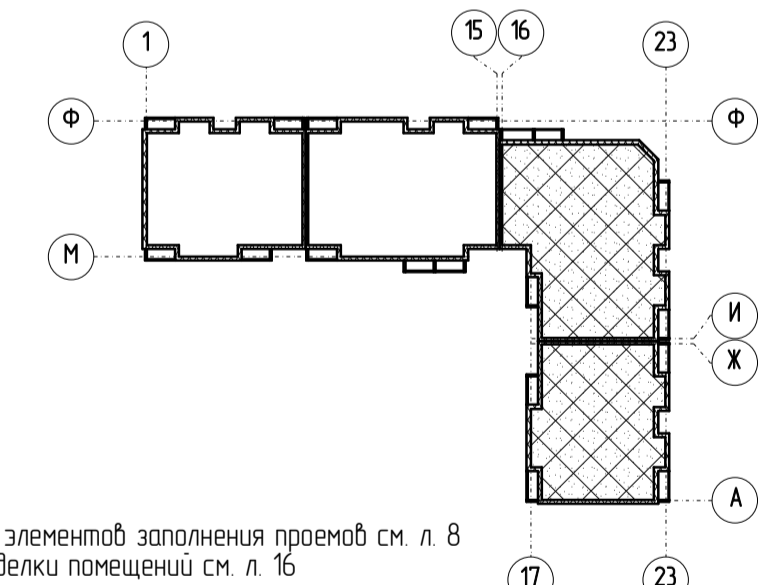 1
15 16
23
Ф
Ф
М
И
Ж
А
элементов заполнения проемов см. л. 8
делки помещений см. л. 16
17
23